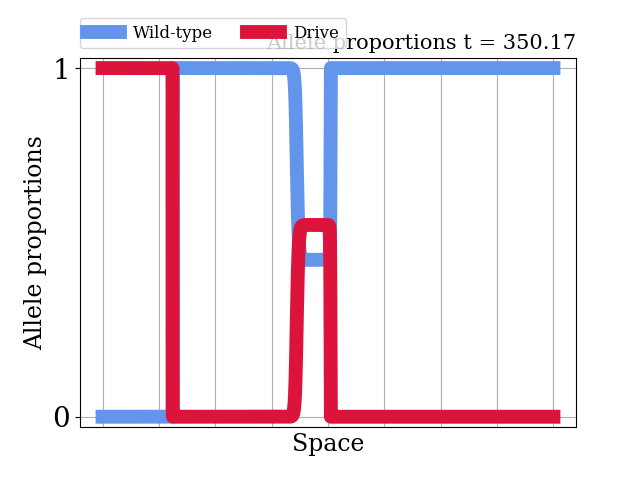 Wild-type Drive
Allele proportions t = 350.17
1
Allele proportions
0
Space